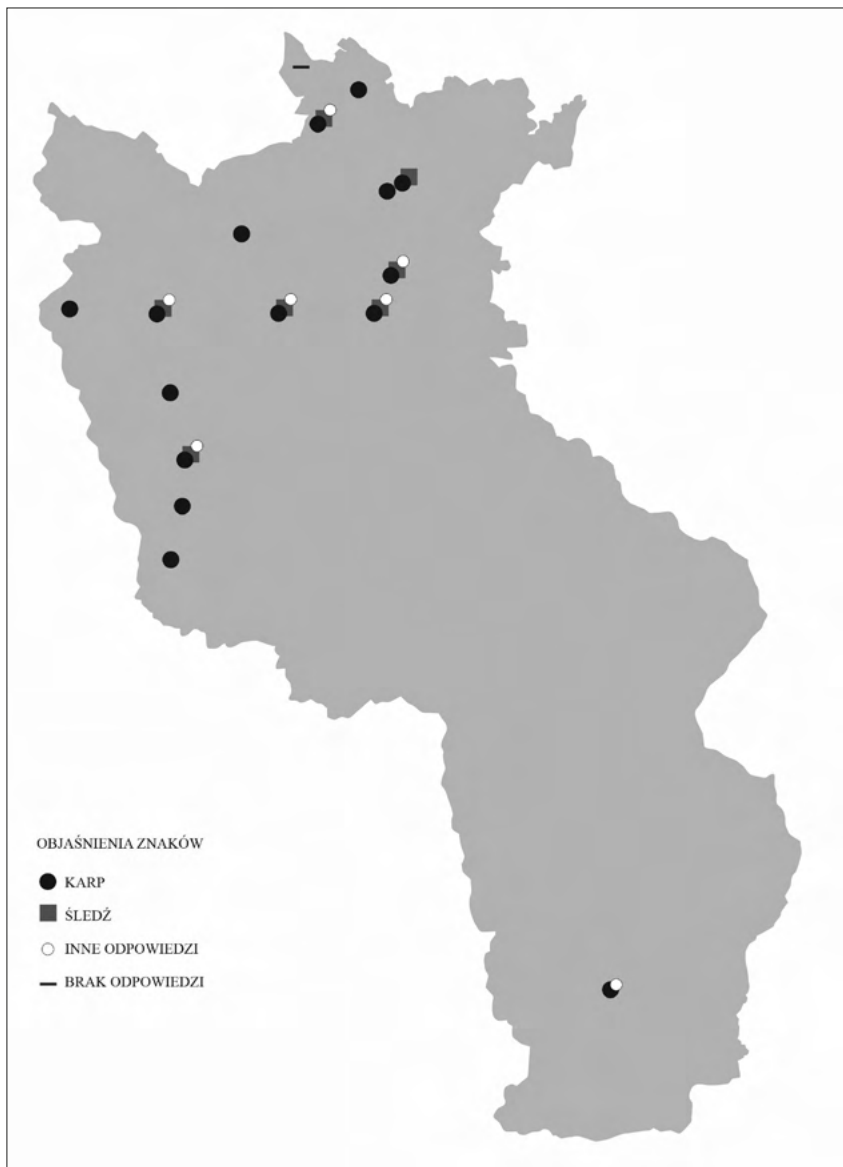 OBJAŚNIENIA ZNAKÓW
KARP
ŚLEDŹ
INNE ODPOWIEDZI
BRAK ODPOWIEDZI